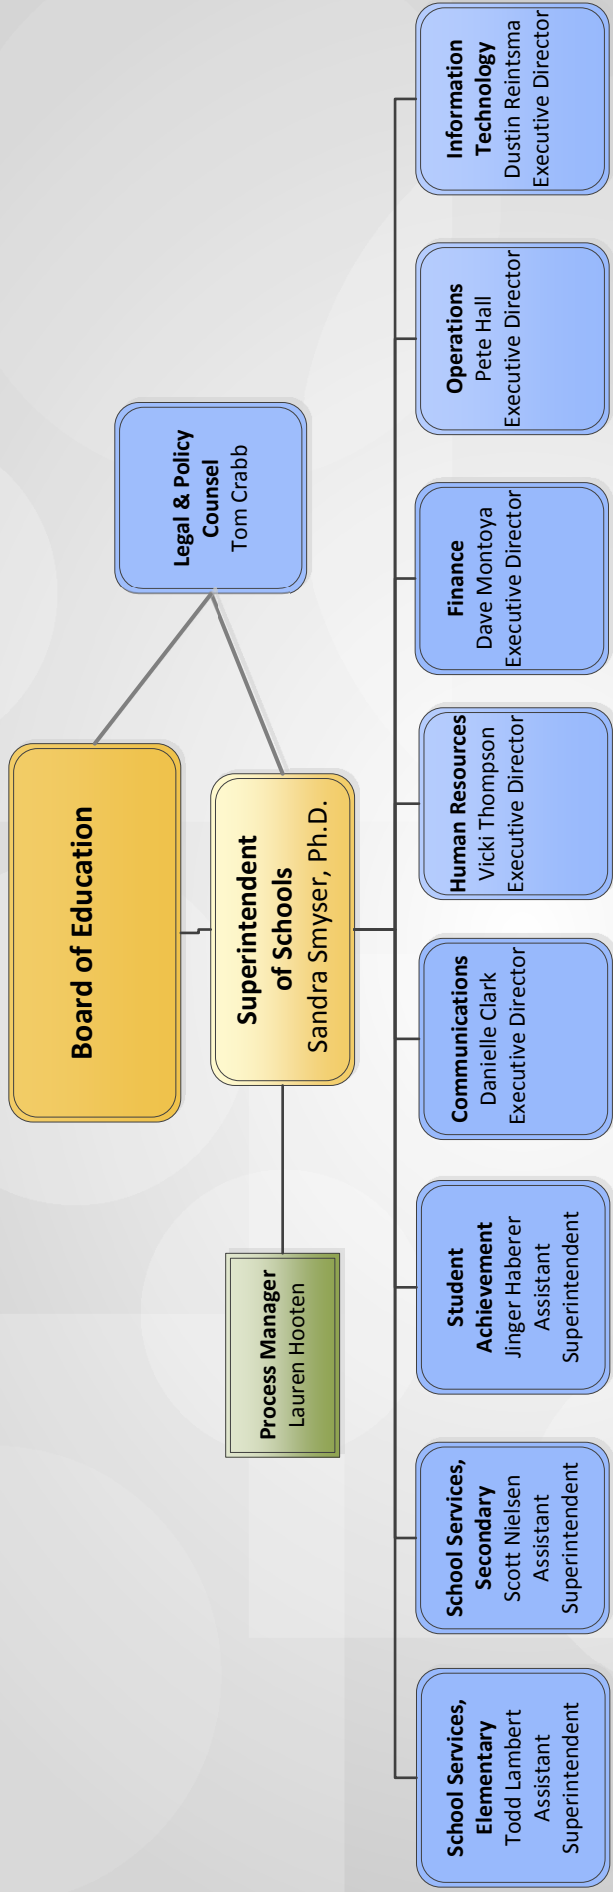 Board of Education
Superintendent
of Schools
Sandra Smyser, Ph.D.
Legal & Policy
Counsel
Tom Crabb
Process Manager
Lauren Hooten
School Services,
Elementary
Todd Lambert
Assistant
Superintendent
School Services,
Secondary
Scott Nielsen
Assistant
Superintendent
Student
Achievement
Jinger Haberer
Assistant
Superintendent
Communications
Danielle Clark
Executive Director
Human Resources
Vicki Thompson
Executive Director
Finance
Dave Montoya
Executive Director
Operations
Pete Hall
Executive Director
Information
Technology
Dustin Reintsma
Executive Director